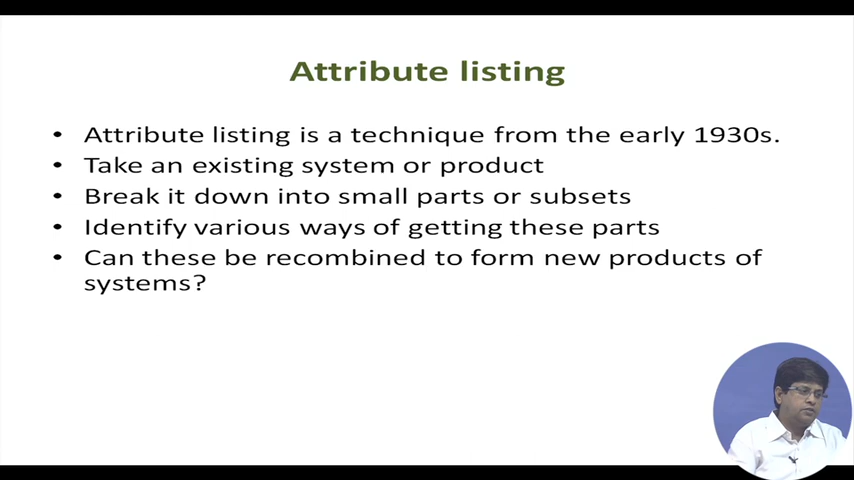 Attribute listing
• Attribute listing is a technique from the early 1930s.
• Take an existing system or product
• Break it down into small parts or subsets
• Identify various ways of getting these parts
• Can these be recombined to form new products of
systems?